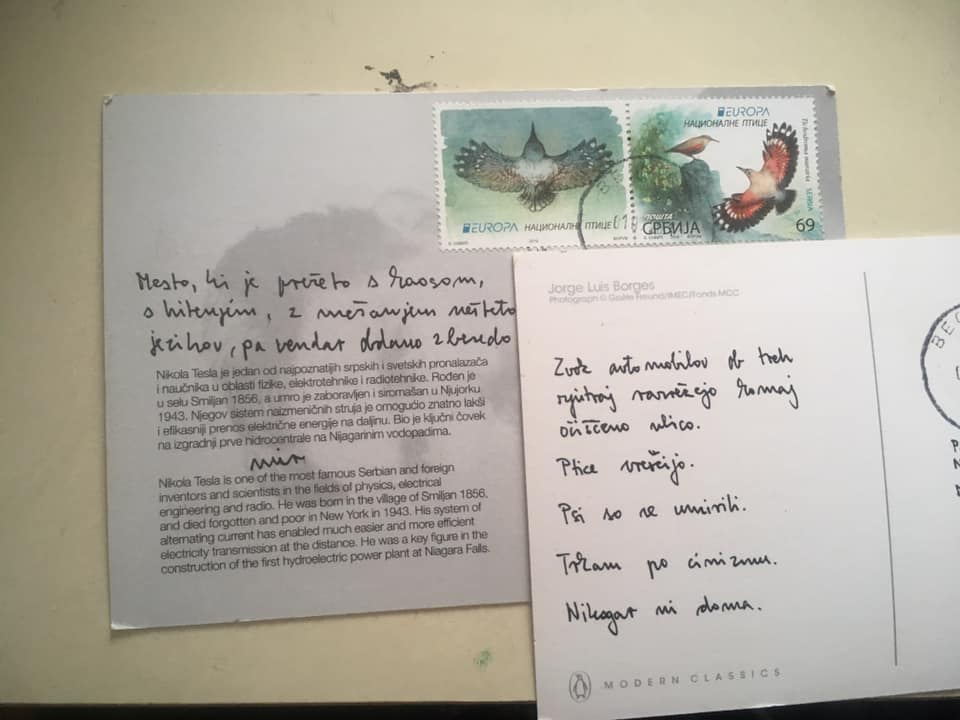 EUROPA
НАЦИОНАЛНЕ ПТИЦЕ
EUROPA НАЦИОНАЛНЕ ПТИЦЕ
ПОШТА
СРБИЈА
69
SERBIA
Mesto, ki je prežeto s kaosom,
s hitenjem, z mešanjem nešteto
jezikov, pa vendar oddano z besedo
Nikola Tesla je jedan od najpoznatijih srpskih i svetskih pronalazača
i naučnika u oblasti fizike, elektrotehnike i radiotehnike. Rođen je
u selu Smiljan 1856, a umro je zaboravljen i siromašan u Njujorku
1943. Njegov sistem naizmeničnih struja je omogućio znatno lakši
i efikasniji prenos električne energije na daljinu. Bio je ključni čovek
na izgradnji prve hidrocentrale na Nijagarinim vodopadima.
mir
Nikola Tesla is one of the most famous Serbian and foreign
inventors and scientists in the fields of physics, electrical
engineering and radio. He was born in the village of Smiljan 1856,
and died forgotten and poor in New York in 1943. His system of
alternating current has enabled much easier and more efficient
electricity transmission at the distance. He was a key figure in the
construction of the first hydroelectric power plant at Niagara Falls.
Jorge Luis Borges
Photograph © Gisèle Freund/IMEC/Fonds MCC
Zvok avtomobilov ob treh
zjutraj razrežejo komaj
očiščeno ulico.
Ptice vreščijo.
Psi so se umirili.
Tržam po cinizmu.
Nikogar ni doma.
MODERN CLASSICS
BEO